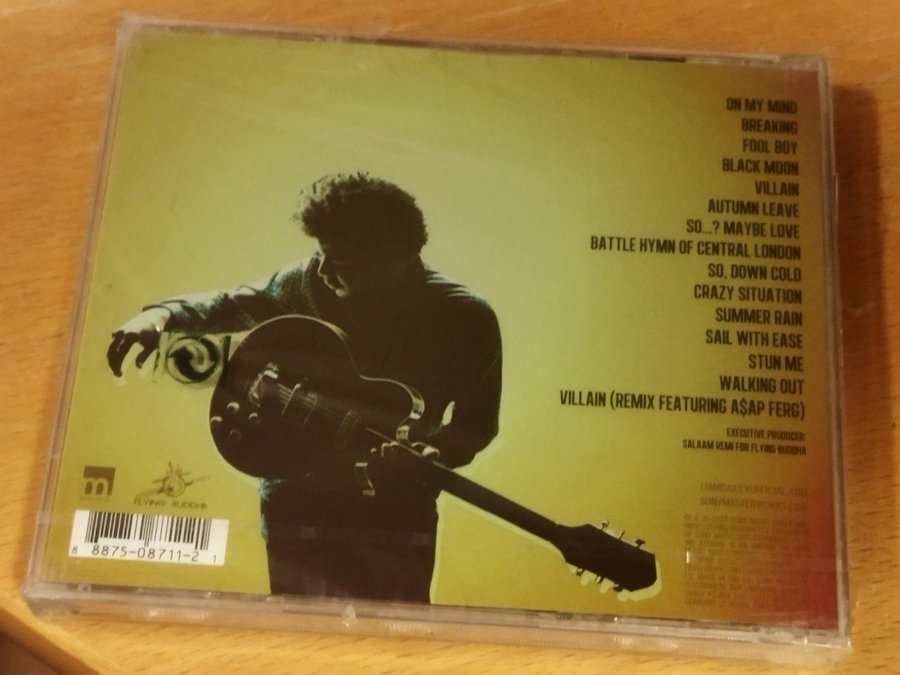 ON MY MIND
BREAKING
FOOL BOY
BLACK MOON
VILLAIN
AUTUMN LEAVE
SO...? MAYBE LOVE
BATTLE HYMN OF CENTRAL LONDON
SO, DOWN COLD
CRAZY SITUATION
SUMMER RAIN
SAIL WITH EASE
STUN ME
WALKING OUT
VILLAIN (REMIX FEATURING A$AP FERG)
EXECUTIVE PRODUCER
SALAAM REMI FOR FLYING BUDDHA
LIAMBAILEYOFFICIAL.COM
SONYMASTERWORKS.COM
m
FLYING BUDDHA
8 8875-08711-2 1